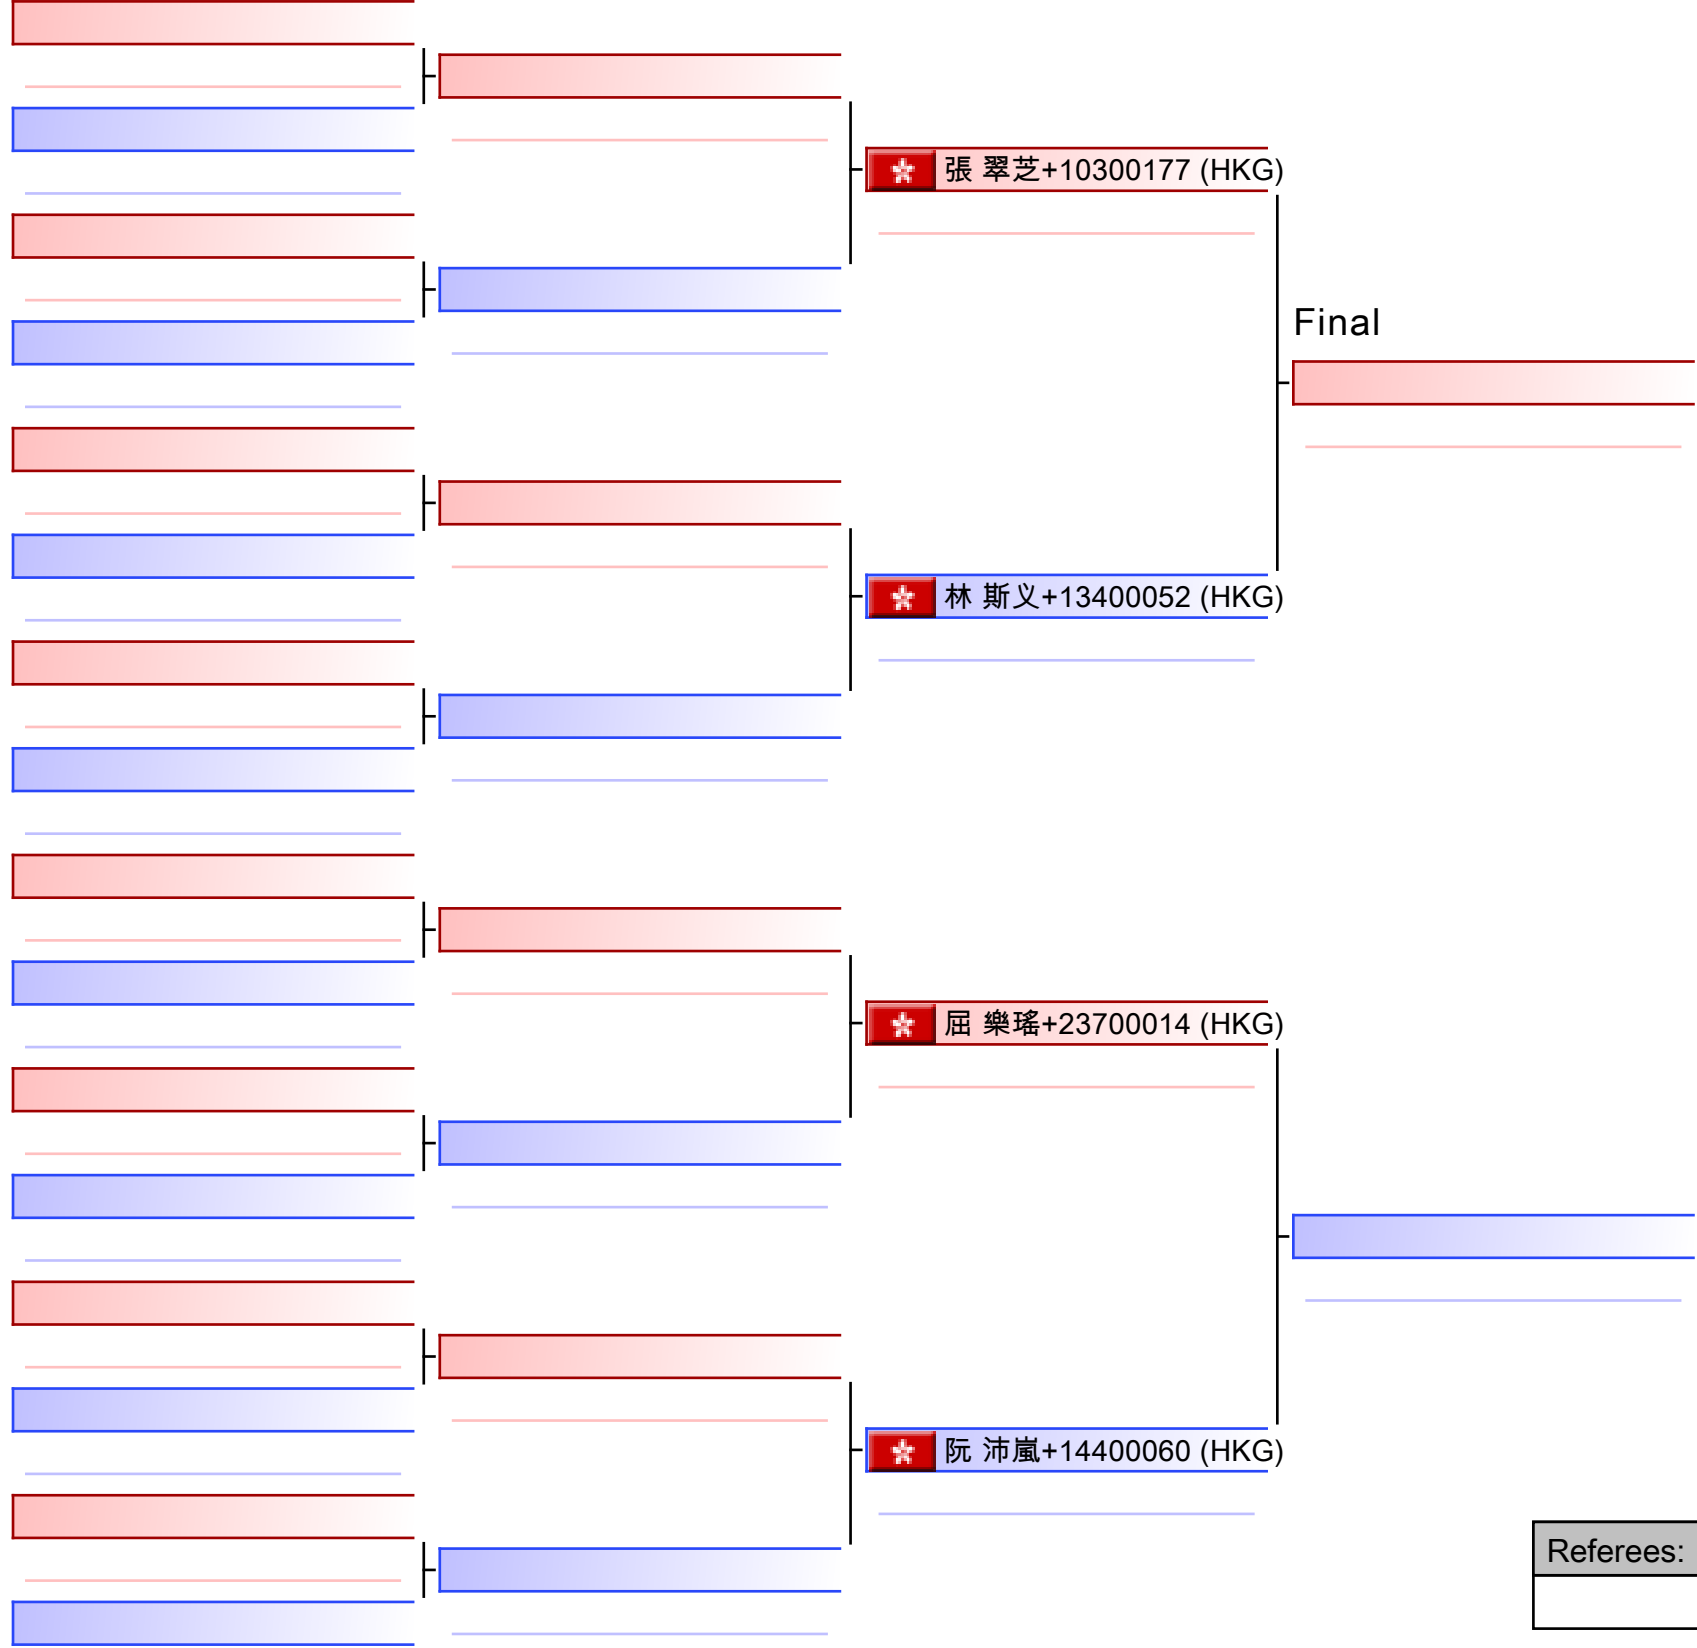 張 翠芝+10300177 (HKG)
Final
林 斯义+13400052 (HKG)
屈 樂瑤+23700014 (HKG)
阮 沛嵐+14400060 (HKG)
Referees: